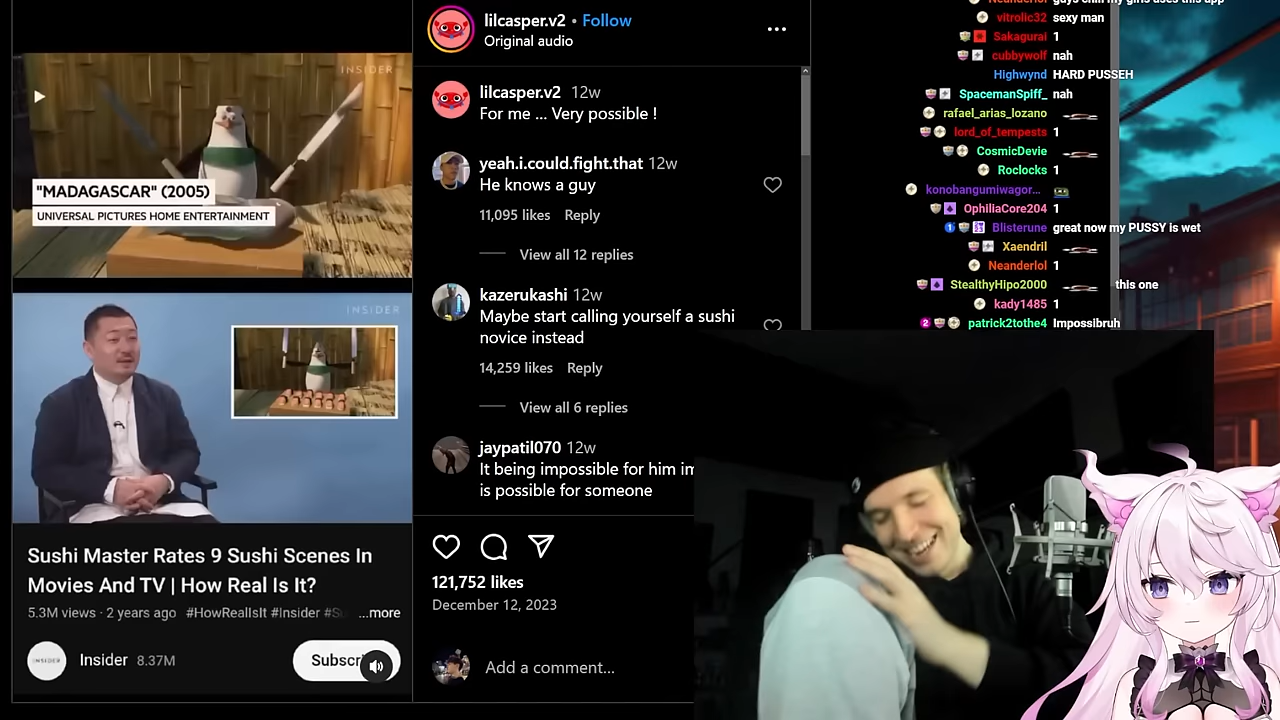 INSIDER
"MADAGASCAR" (2005)
UNIVERSAL PICTURES HOME ENTERTAINMENT
INSIDER
Sushi Master Rates 9 Sushi Scenes In
Movies And TV | How Real Is It?
5.3M views · 2 years ago #HowRealIsIt #Insider #Su ...more
INSIDER
Insider 8.37M
Subscri
lilcasper.v2 • Follow
Original audio
lilcasper.v2 12w
For me ... Very possible !
yeah.i.could.fight.that 12w
He knows a guy
11,095 likes Reply
View all 12 replies
kazerukashi 12w
Maybe start calling yourself a sushi
novice instead
14,259 likes Reply
View all 6 replies
jaypatil070 12w
It being impossible for him im
is possible for someone
121,752 likes
December 12, 2023
Add a comment...
vitrolic32 sexy man
Sakagurai 1
cubbywolf nah
Highwynd HARD PUSSEH
SpacemanSpiff_ nah
rafael_arias_lozano
lord_of_tempests 1
CosmicDevie
Roclocks 1
konobangumiwagor...
OphiliaCore204 1
Blisterune great now my PUSSY is wet
Xaendril
Neanderlol 1
StealthyHipo2000 this one
kady1485 1
patrick2tothe4 Impossibruh